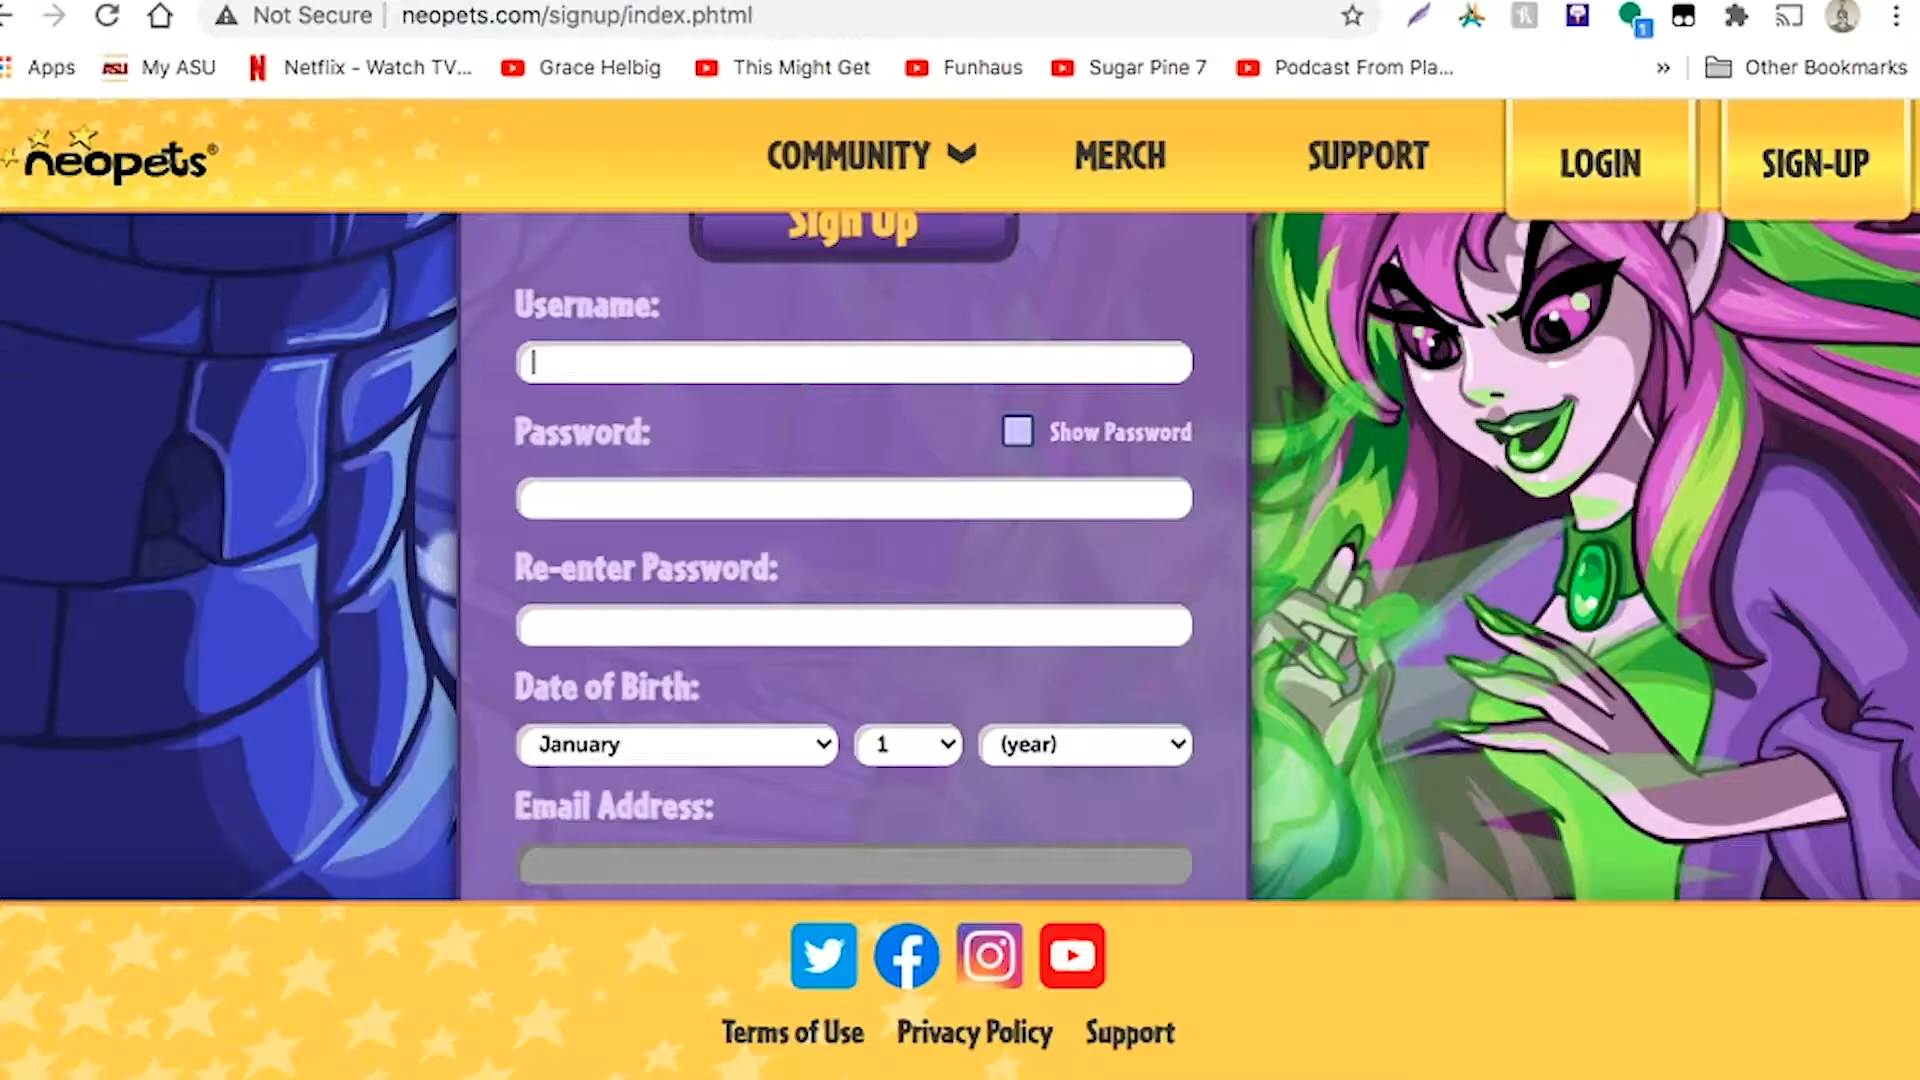 Not Secure | neopets.com/signup/index.phtml
1
Apps ASU My ASU N Netflix - Watch TV... Grace Helbig This Might Get Funhaus Sugar Pine 7 Podcast From Pla... » Other Bookmarks
neopets® COMMUNITY MERCH SUPPORT LOGIN SIGN-UP
Sign Up
Username:
Password: Show Password
Re-enter Password:
Date of Birth:
January 1 (year)
Email Address:
Terms of Use Privacy Policy Support